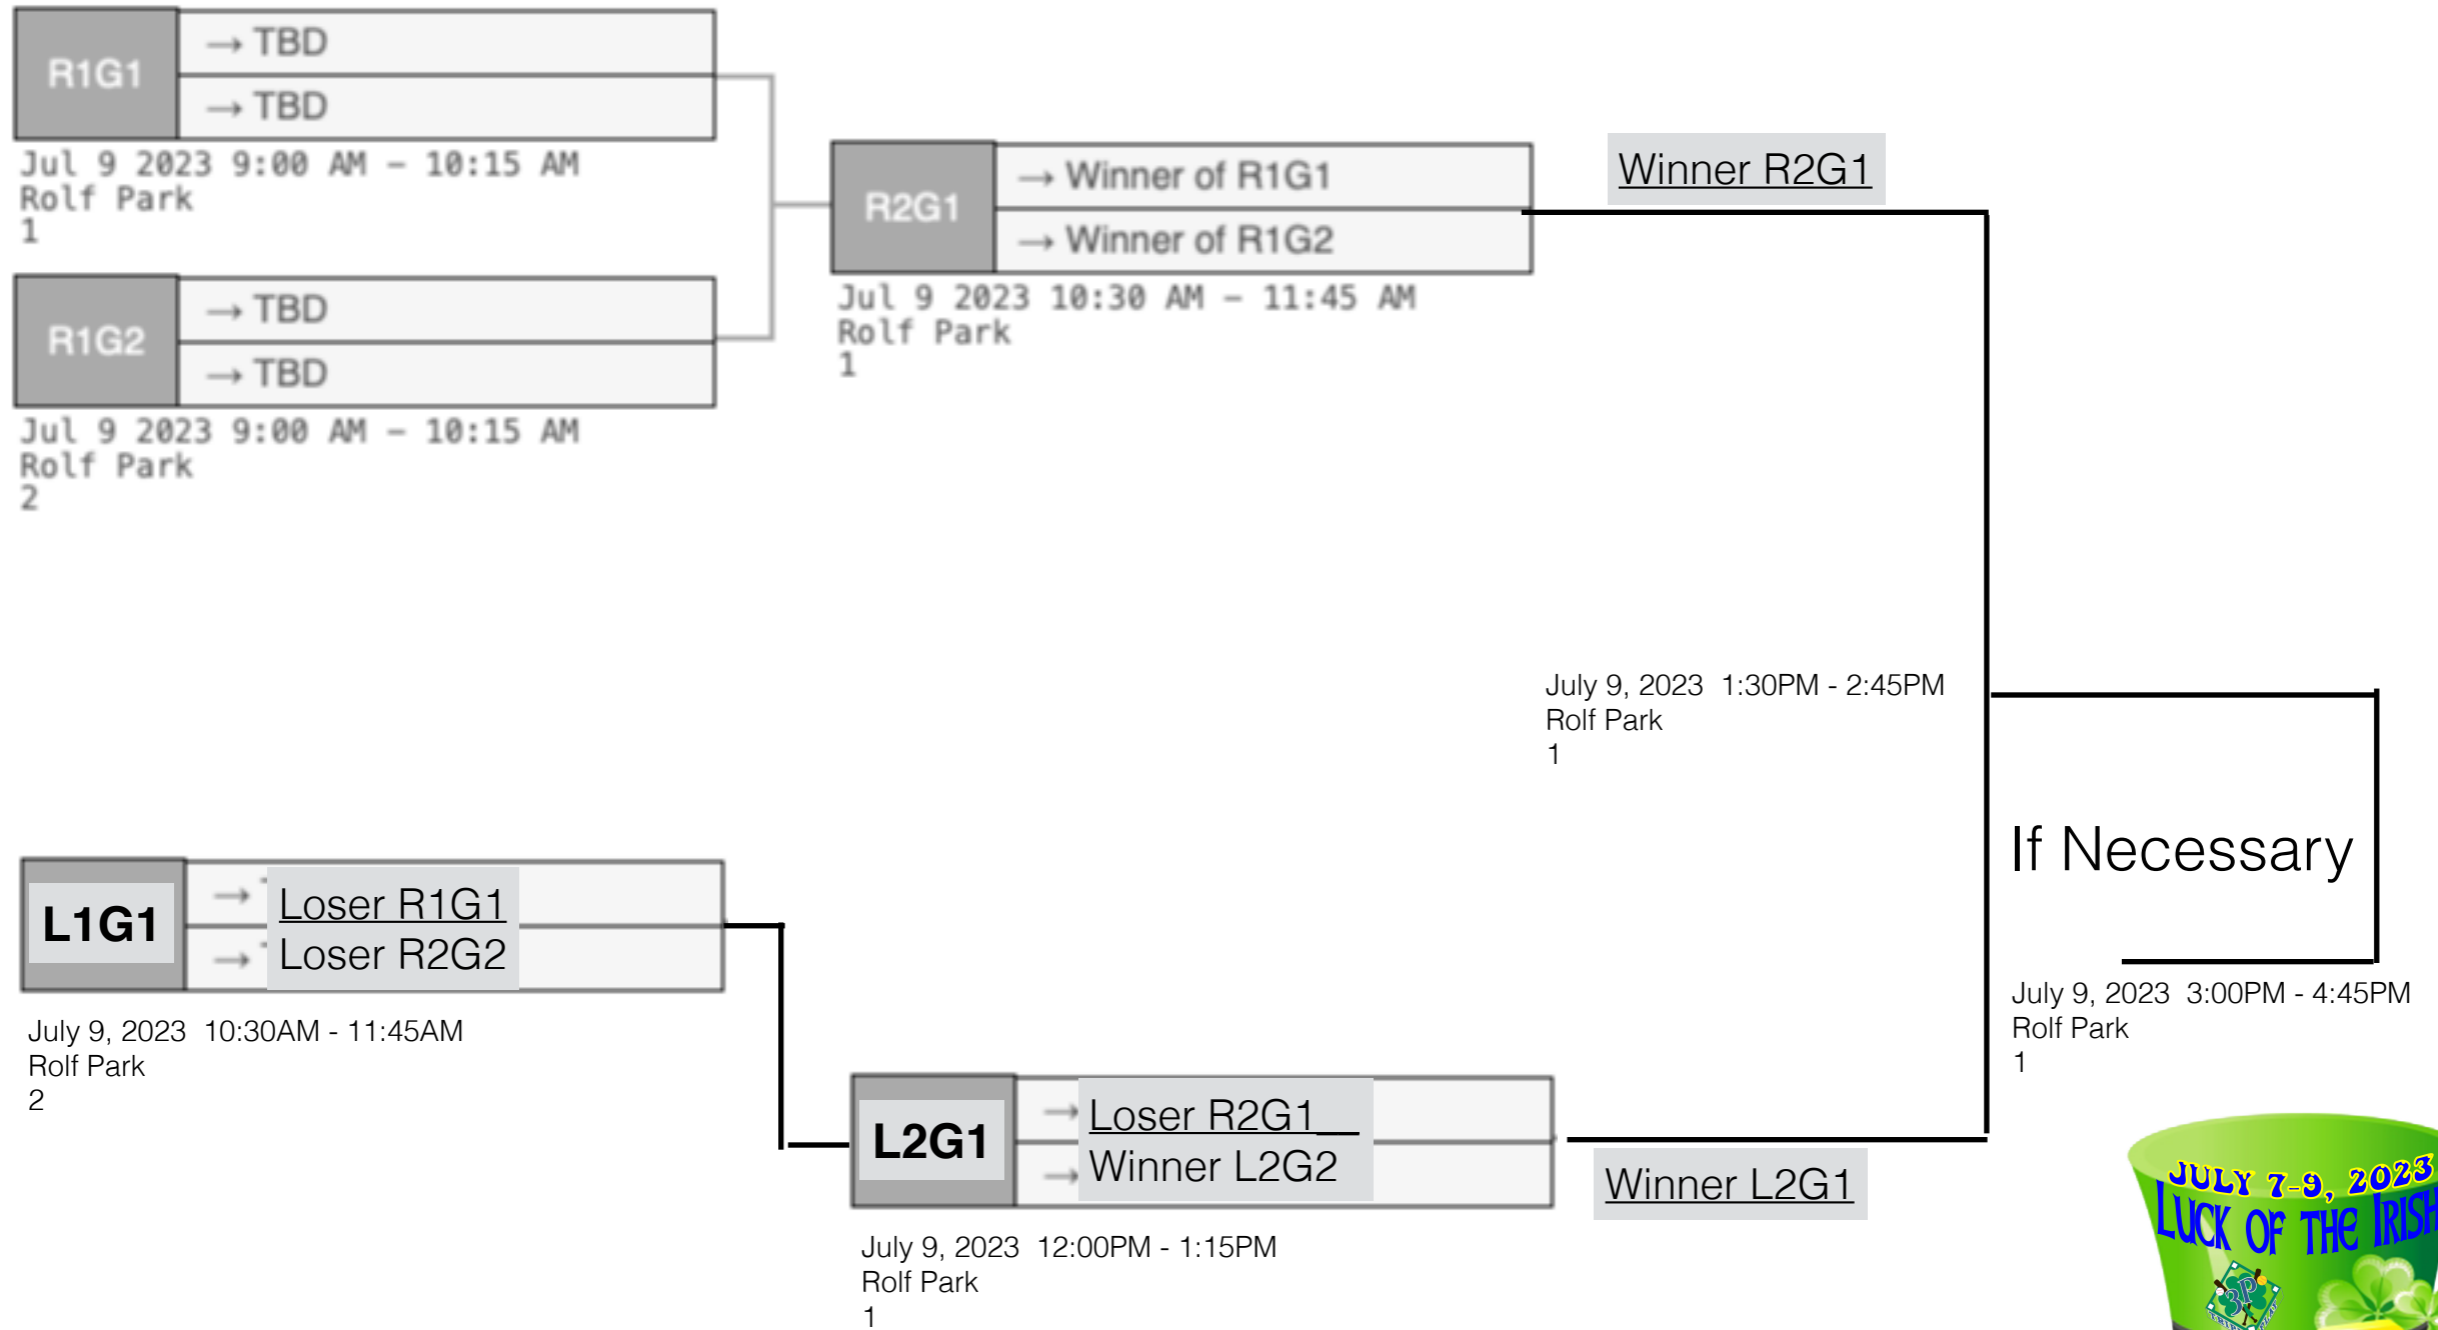 R1G1
→ TBD
→ TBD
Jul 9 2023 9:00 AM – 10:15 AM
Rolf Park
1
R1G2
→ TBD
→ TBD
Jul 9 2023 9:00 AM – 10:15 AM
Rolf Park
2
R2G1
→ Winner of R1G1
→ Winner of R1G2
Jul 9 2023 10:30 AM – 11:45 AM
Rolf Park
1
Winner R2G1
July 9, 2023 1:30PM - 2:45PM
Rolf Park
1
If Necessary
July 9, 2023 3:00PM - 4:45PM
Rolf Park
1
L1G1
→ Loser R1G1
→ Loser R2G2
July 9, 2023 10:30AM - 11:45AM
Rolf Park
2
L2G1
→ Loser R2G1__
→ Winner L2G2
July 9, 2023 12:00PM - 1:15PM
Rolf Park
1
Winner L2G1
JULY 7-9, 2023
LUCK OF THE IRISH
3P